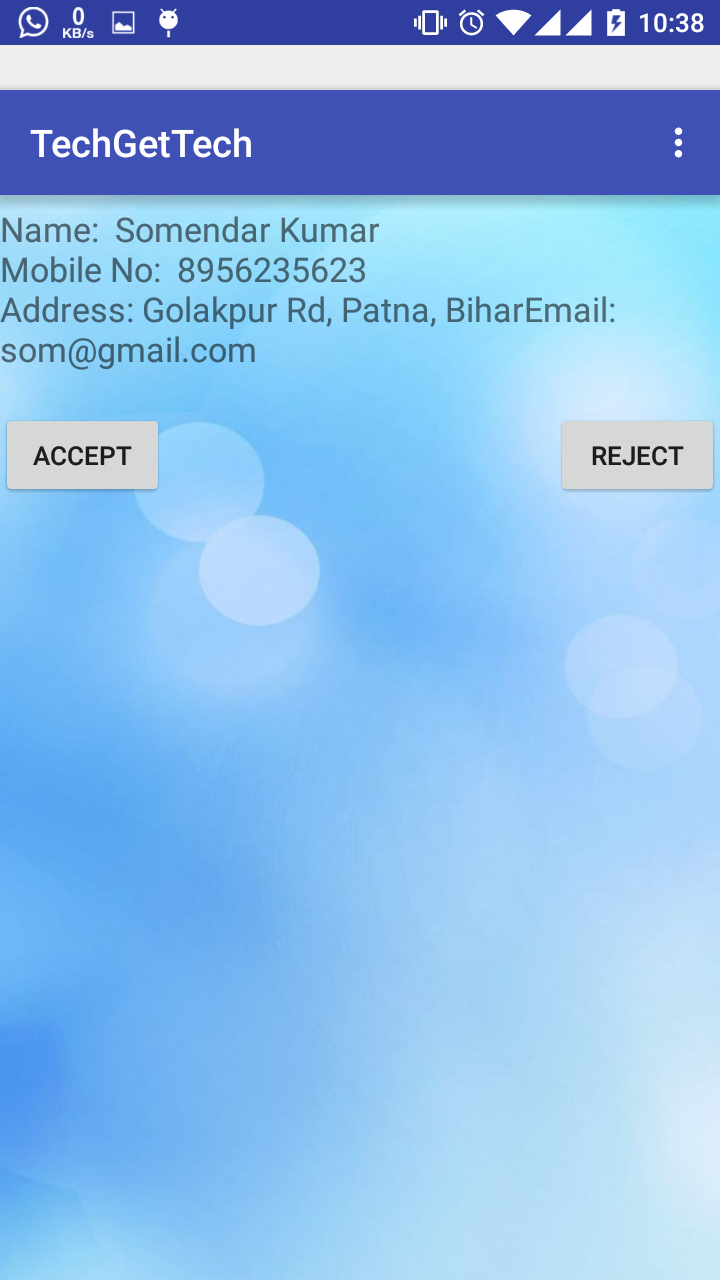 0
KB/s
10:38
TechGetTech
Name:  Somendar Kumar
Mobile No:  8956235623
Address: Golakpur Rd, Patna, BiharEmail:
som@gmail.com
ACCEPT
REJECT